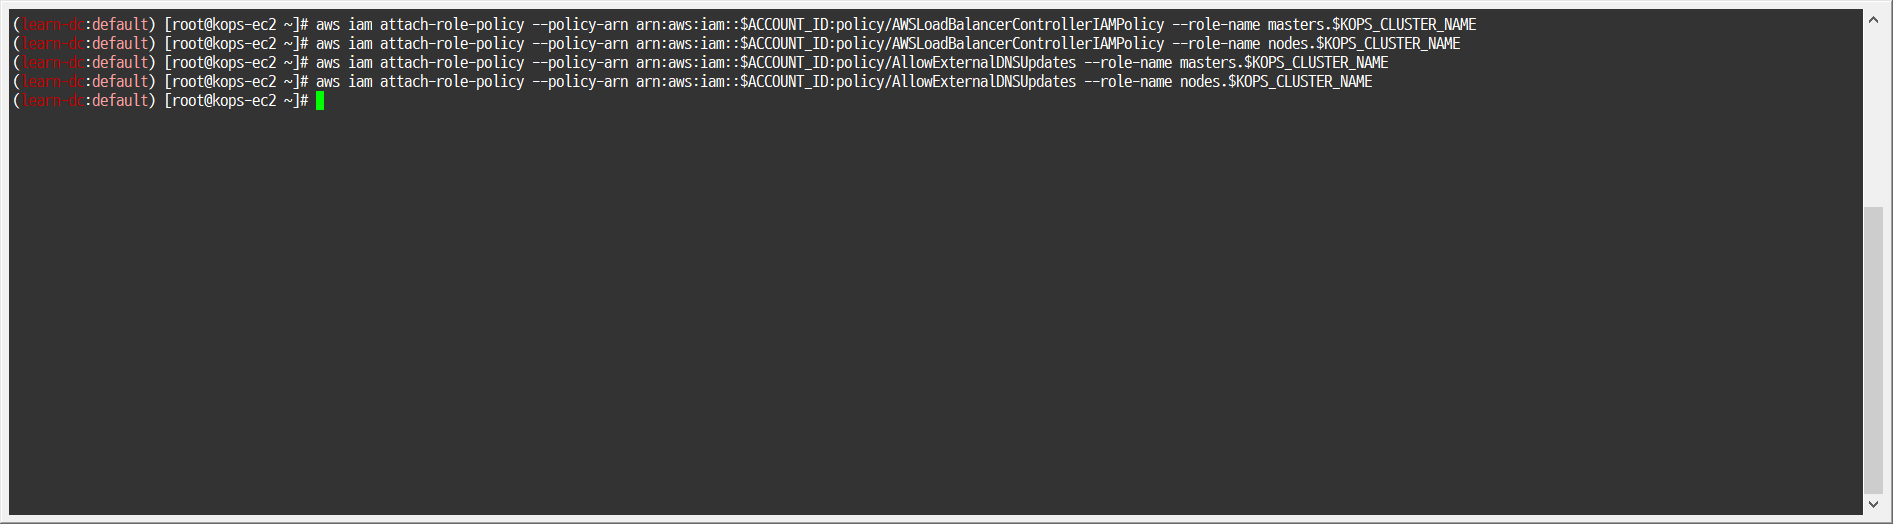 (learn-dc:default) [root@kops-ec2 ~]# aws iam attach-role-policy --policy-arn arn:aws:iam::$ACCOUNT_ID:policy/AWSLoadBalancerControllerIAMPolicy --role-name masters.$KOPS_CLUSTER_NAME
(learn-dc:default) [root@kops-ec2 ~]# aws iam attach-role-policy --policy-arn arn:aws:iam::$ACCOUNT_ID:policy/AWSLoadBalancerControllerIAMPolicy --role-name nodes.$KOPS_CLUSTER_NAME
(learn-dc:default) [root@kops-ec2 ~]# aws iam attach-role-policy --policy-arn arn:aws:iam::$ACCOUNT_ID:policy/AllowExternalDNSUpdates --role-name masters.$KOPS_CLUSTER_NAME
(learn-dc:default) [root@kops-ec2 ~]# aws iam attach-role-policy --policy-arn arn:aws:iam::$ACCOUNT_ID:policy/AllowExternalDNSUpdates --role-name nodes.$KOPS_CLUSTER_NAME
(learn-dc:default) [root@kops-ec2 ~]#